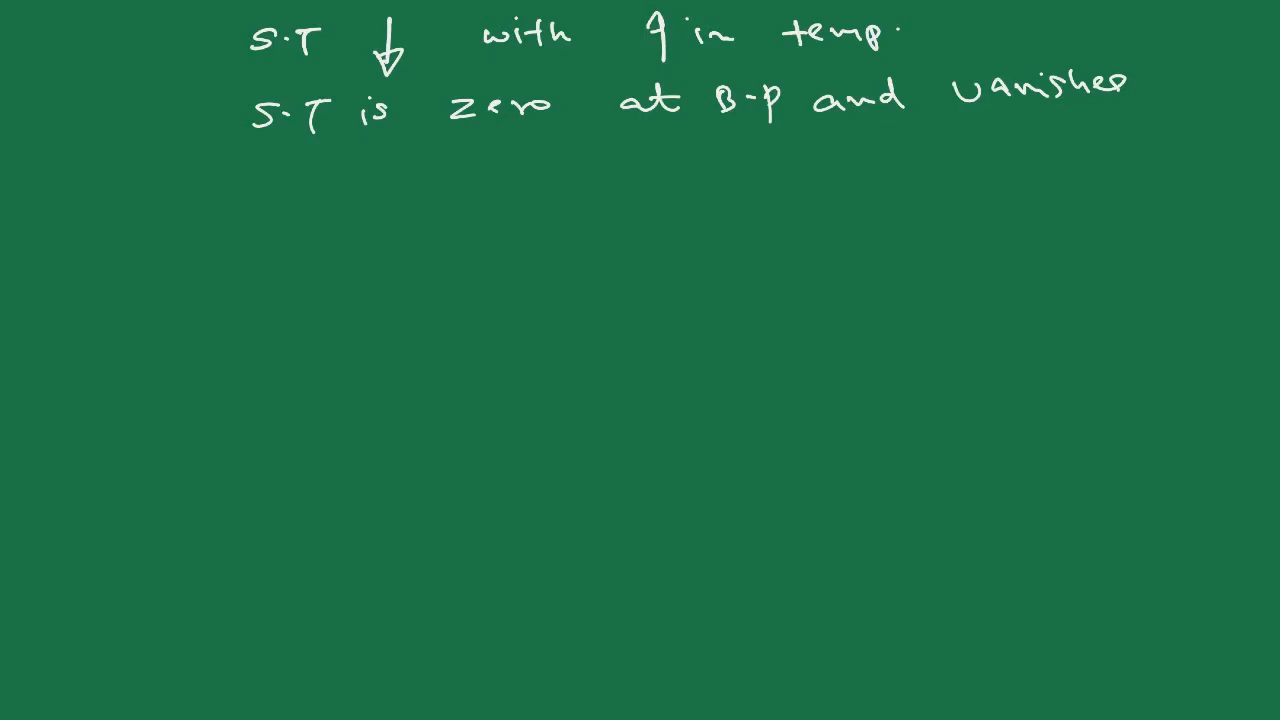 S.T ↓ with ↑ in temp.
S.T is zero at B.P and vanishes